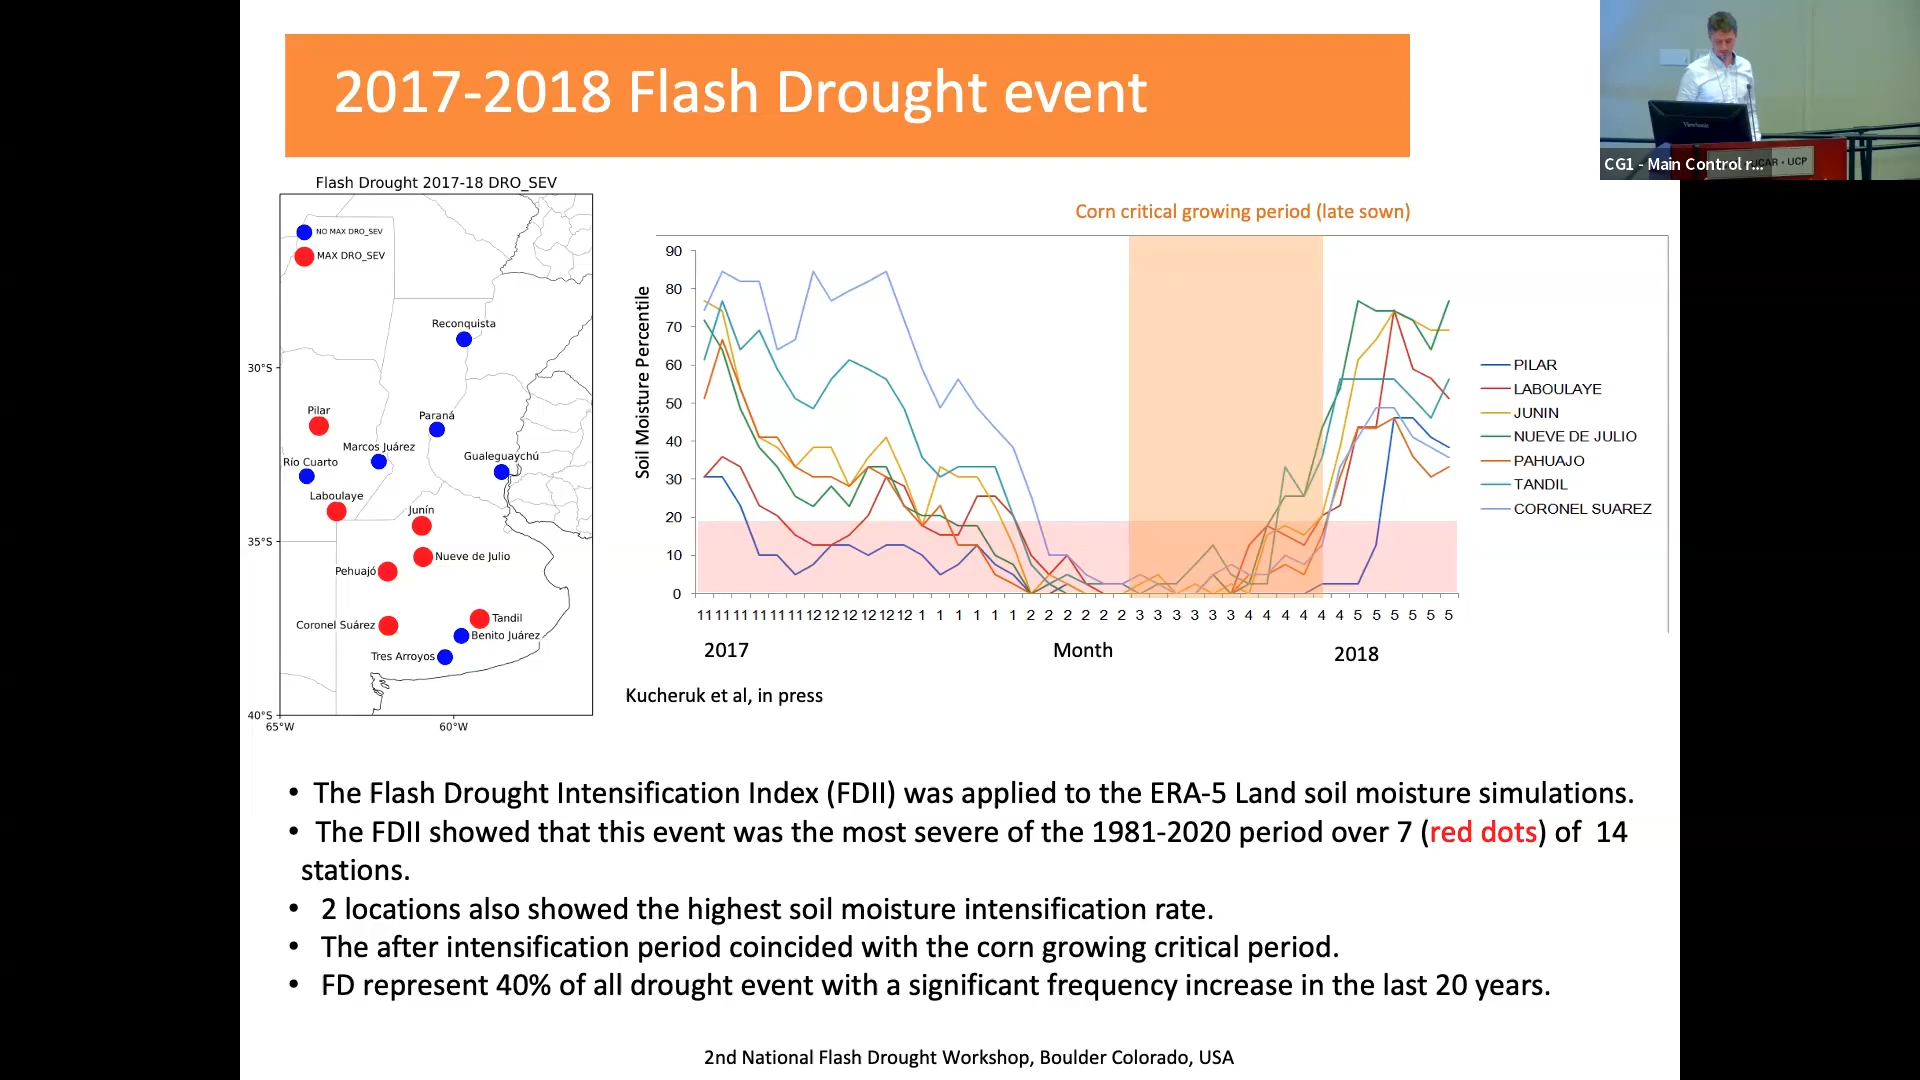 2017-2018 Flash Drought event
CG1 - Main Control r...
UCAR • UCP
ViewSonic
Flash Drought 2017-18 DRO_SEV
NO MAX DRO_SEV
MAX DRO_SEV
Reconquista
30°S
Pilar
Paraná
Marcos Juárez
Gualeguaychú
Río Cuarto
Laboulaye
Junín
35°S
Nueve de Julio
Pehuajó
Tandil
Coronel Suárez
Benito Juárez
Tres Arroyos
40°S
65°W 60°W
Corn critical growing period (late sown)
Soil Moisture Percentile
90
80
70
60
50
40
30
20
10
0
11 11 11 11 11 11 12 12 12 12 12 12 1 1 1 1 1 1 2 2 2 2 2 2 3 3 3 3 3 3 4 4 4 4 4 4 5 5 5 5 5 5
2017 Month 2018
PILAR
LABOULAYE
JUNIN
NUEVE DE JULIO
PAHUAJO
TANDIL
CORONEL SUAREZ
Kucheruk et al, in press
• The Flash Drought Intensification Index (FDII) was applied to the ERA-5 Land soil moisture simulations.
• The FDII showed that this event was the most severe of the 1981-2020 period over 7 (red dots) of 14
stations.
• 2 locations also showed the highest soil moisture intensification rate.
• The after intensification period coincided with the corn growing critical period.
• FD represent 40% of all drought event with a significant frequency increase in the last 20 years.
2nd National Flash Drought Workshop, Boulder Colorado, USA